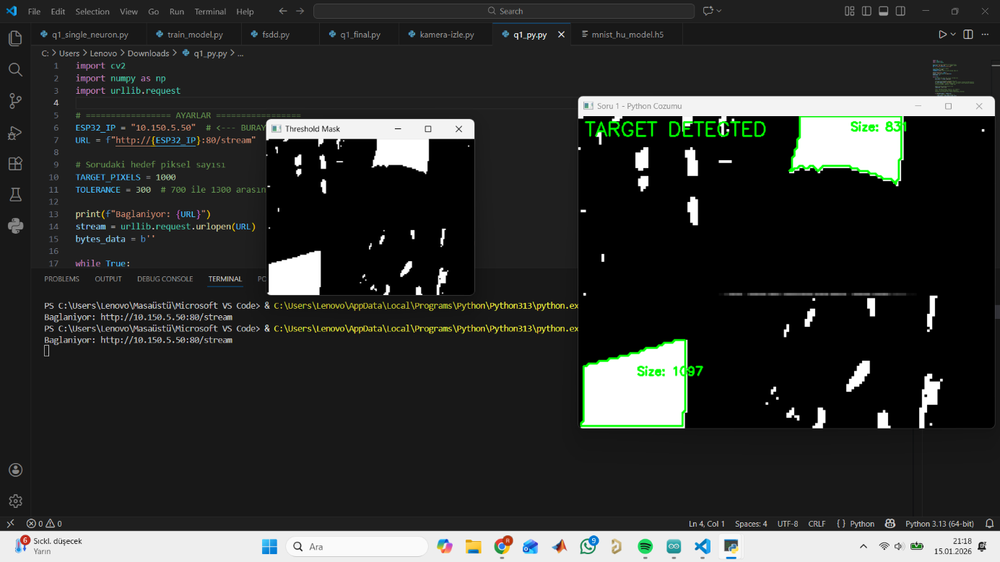 File Edit Selection View Go Run Terminal Help
Search
q1_single_neuron.py train_model.py fsdd.py q1_final.py kamera-izle.py q1_py.py mnist_hu_model.h5
C: > Users > Lenovo > Downloads > q1_py.py > ...
1 import cv2
2 import numpy as np
3 import urllib.request
4
5 # ================= AYARLAR =================
6 ESP32_IP = "10.150.5.50" # <--- BURAY
7 URL = f"http://{ESP32_IP}:80/stream"
8
9 # Sorudaki hedef piksel sayısı
10 TARGET_PIXELS = 1000
11 TOLERANCE = 300 # 700 ile 1300 arasın
12
13 print(f"Baglaniyor: {URL}")
14 stream = urllib.request.urlopen(URL)
15 bytes_data = b''
16
17 while True:
Threshold Mask
Soru 1 - Python Cozumu
TARGET DETECTED
Size: 831
Size: 1097
PROBLEMS OUTPUT DEBUG CONSOLE TERMINAL PO
PS C:\Users\Lenovo\Masaüstü\Microsoft VS Code> & C:\Users\Lenovo\AppData\Local\Programs\Python\Python313\python.ex
Baglaniyor: http://10.150.5.50:80/stream
PS C:\Users\Lenovo\Masaüstü\Microsoft VS Code> & C:\Users\Lenovo\AppData\Local\Programs\Python\Python313\python.ex
Baglaniyor: http://10.150.5.50:80/stream
0 0 Ln 4, Col 1 Spaces: 4 UTF-8 CRLF { } Python Python 3.13 (64-bit)
6 Sıckl. düşecek
Yarın
Ara
R
9
21:18
15.01.2026